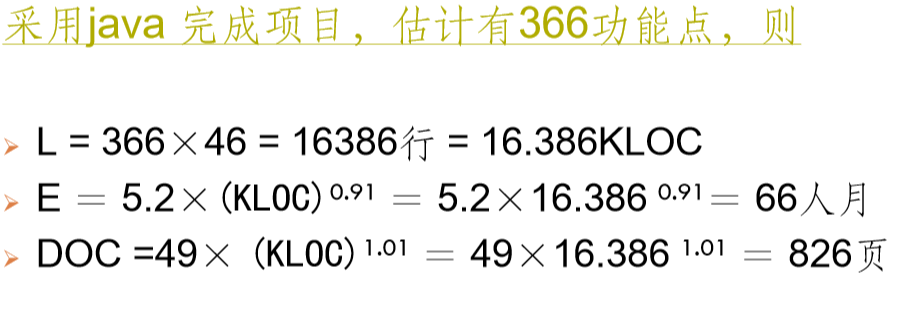 采用java 完成项目，估计有366功能点，则
➢ L = 366×46 = 16386行 = 16.386KLOC
➢ E = 5.2×(KLOC)^0.91 = 5.2×16.386^0.91 = 66人月
➢ DOC =49× (KLOC)^1.01 = 49×16.386^1.01 = 826页